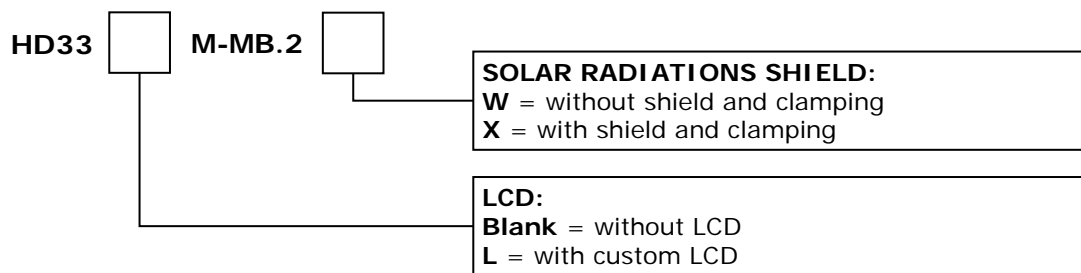 HD33 M-MB.2
SOLAR RADIATIONS SHIELD:
W = without shield and clamping
X = with shield and clamping
LCD:
Blank = without LCD
L = with custom LCD